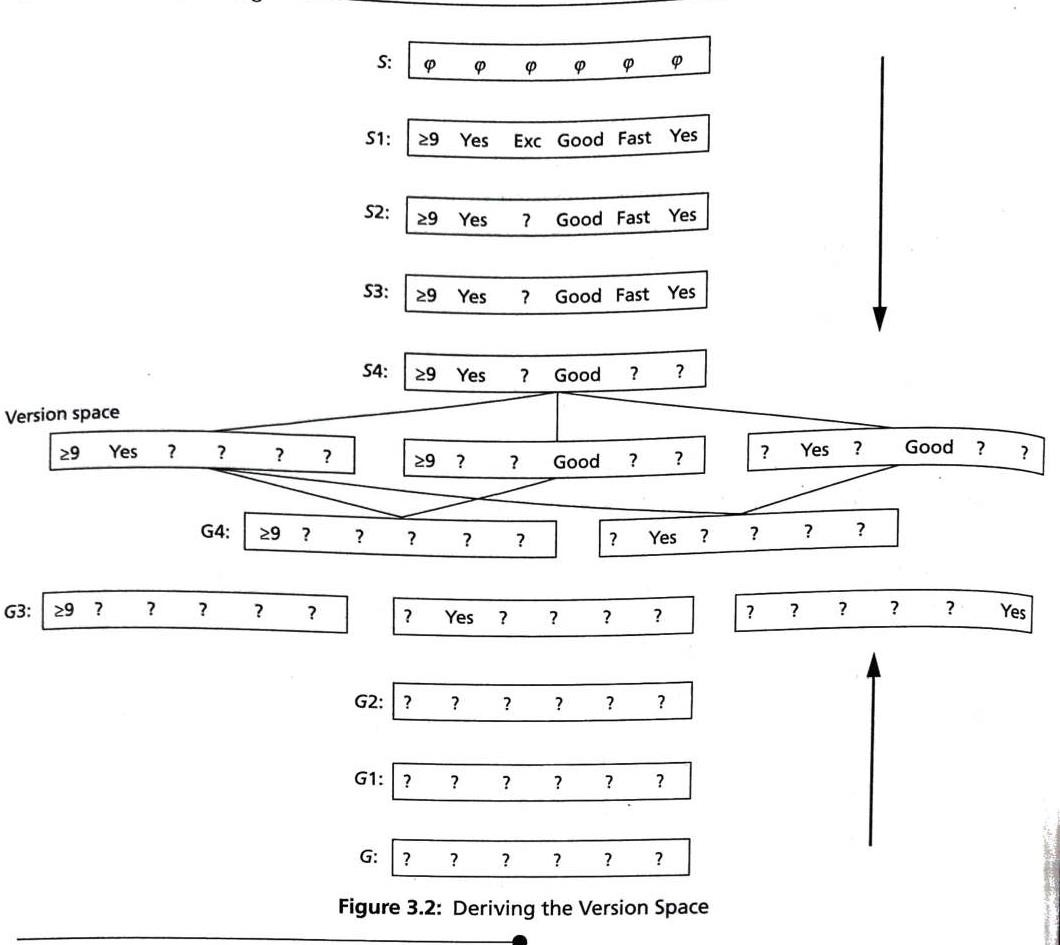 S: φ φ φ φ φ φ
S1: ≥9 Yes Exc Good Fast Yes
S2: ≥9 Yes ? Good Fast Yes
S3: ≥9 Yes ? Good Fast Yes
S4: ≥9 Yes ? Good ? ?
Version space
≥9 Yes ? ? ? ? ≥9 ? ? Good ? ? ? Yes ? Good ? ?
G4: ≥9 ? ? ? ? ? ? Yes ? ? ? ?
G3: ≥9 ? ? ? ? ? ? Yes ? ? ? ? ? ? ? ? ? Yes
G2: ? ? ? ? ? ?
G1: ? ? ? ? ? ?
G: ? ? ? ? ? ?
Figure 3.2: Deriving the Version Space